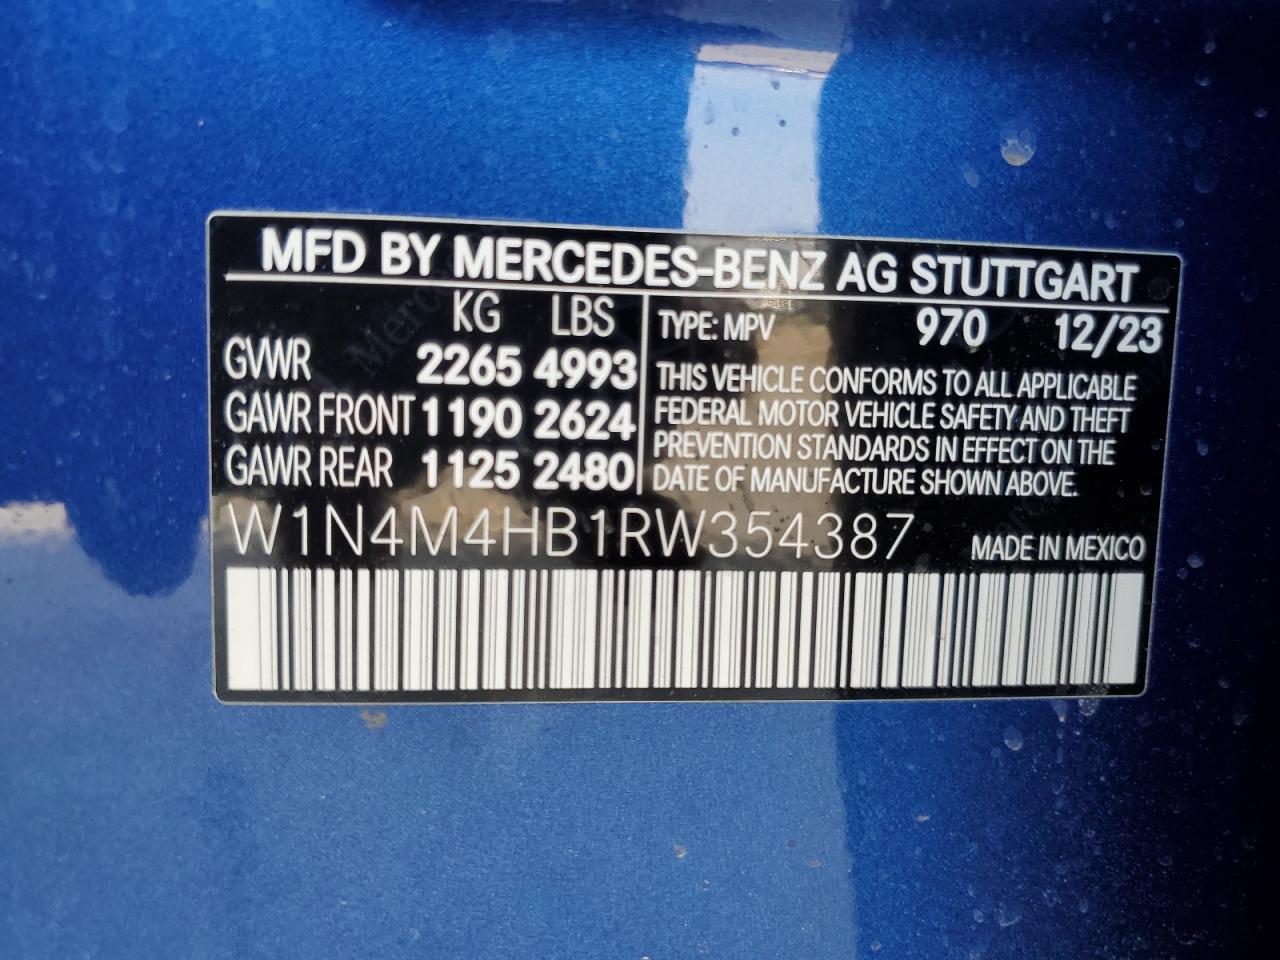 MFD BY MERCEDES-BENZ AG STUTTGART
KG LBS
GVWR 2265 4993
GAWR FRONT 1190 2624
GAWR REAR 1125 2480
TYPE: MPV 970 12/23
THIS VEHICLE CONFORMS TO ALL APPLICABLE
FEDERAL MOTOR VEHICLE SAFETY AND THEFT
PREVENTION STANDARDS IN EFFECT ON THE
DATE OF MANUFACTURE SHOWN ABOVE.
W1N4M4HB1RW354387 MADE IN MEXICO